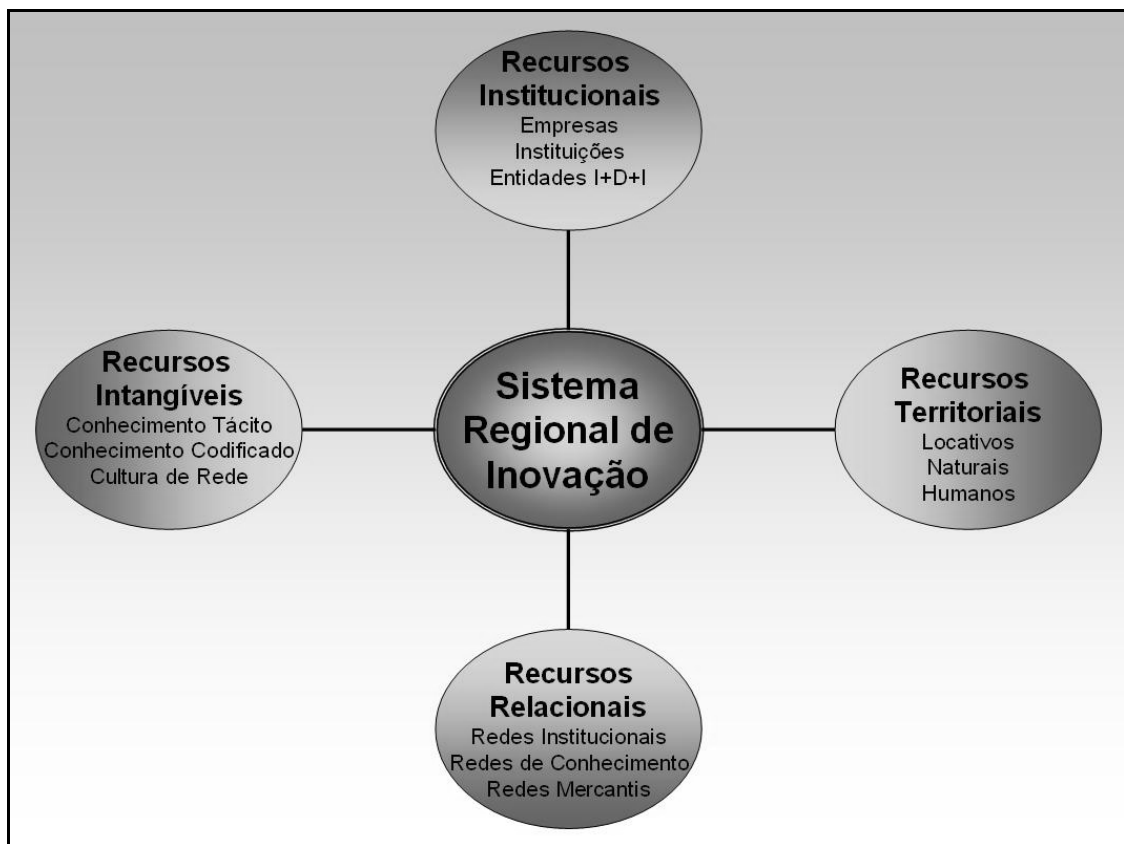 Recursos
Institucionais
Empresas
Instituições
Entidades I+D+I
Recursos
Intangíveis
Conhecimento Tácito
Conhecimento Codificado
Cultura de Rede
Sistema
Regional de
Inovação
Recursos
Territoriais
Locativos
Naturais
Humanos
Recursos
Relacionais
Redes Institucionais
Redes de Conhecimento
Redes Mercantis